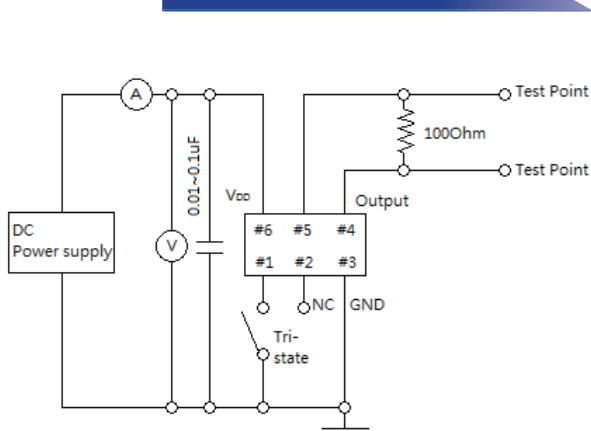 A
Test Point
100Ohm
0.01~0.1uF
Test Point
VDD
Output
DC
Power supply
V
#6 #5 #4
#1 #2 #3
NC GND
Tri-
state